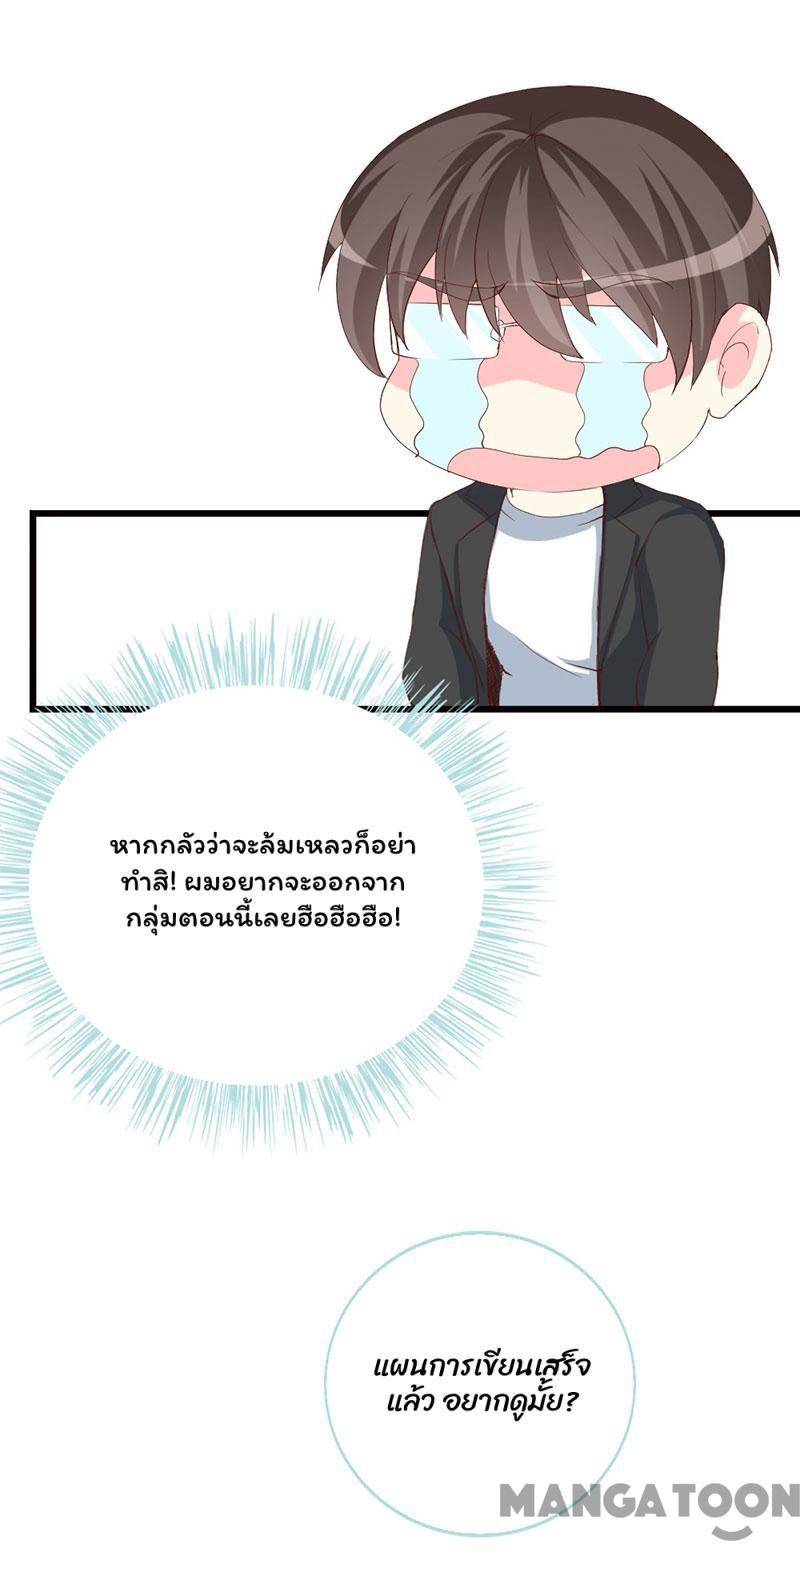 หากกลัวว่าจะล้มเหลวก็อย่า
ทำสิ! ผมอยากจะออกจาก
กลุ่มตอนนี้เลยฮือฮือฮือ!
แผนการเขียนเสร็จ
แล้ว อยากดูมั้ย?
MANGATOON